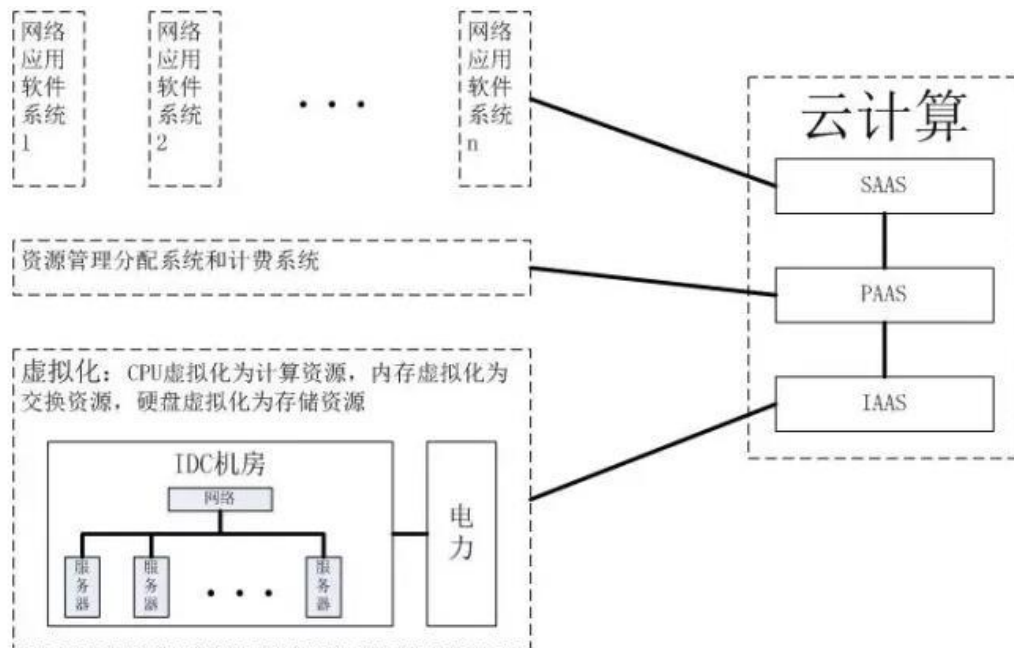 网络
应用
软件
系统
1
网络
应用
软件
系统
2
网络
应用
软件
系统
n
云计算
SAAS
资源管理分配系统和计费系统
PAAS
虚拟化：CPU虚拟化为计算资源，内存虚拟化为
交换资源，硬盘虚拟化为存储资源
IAAS
IDC机房
网络
电
力
服
务
器
服
务
器
服
务
器